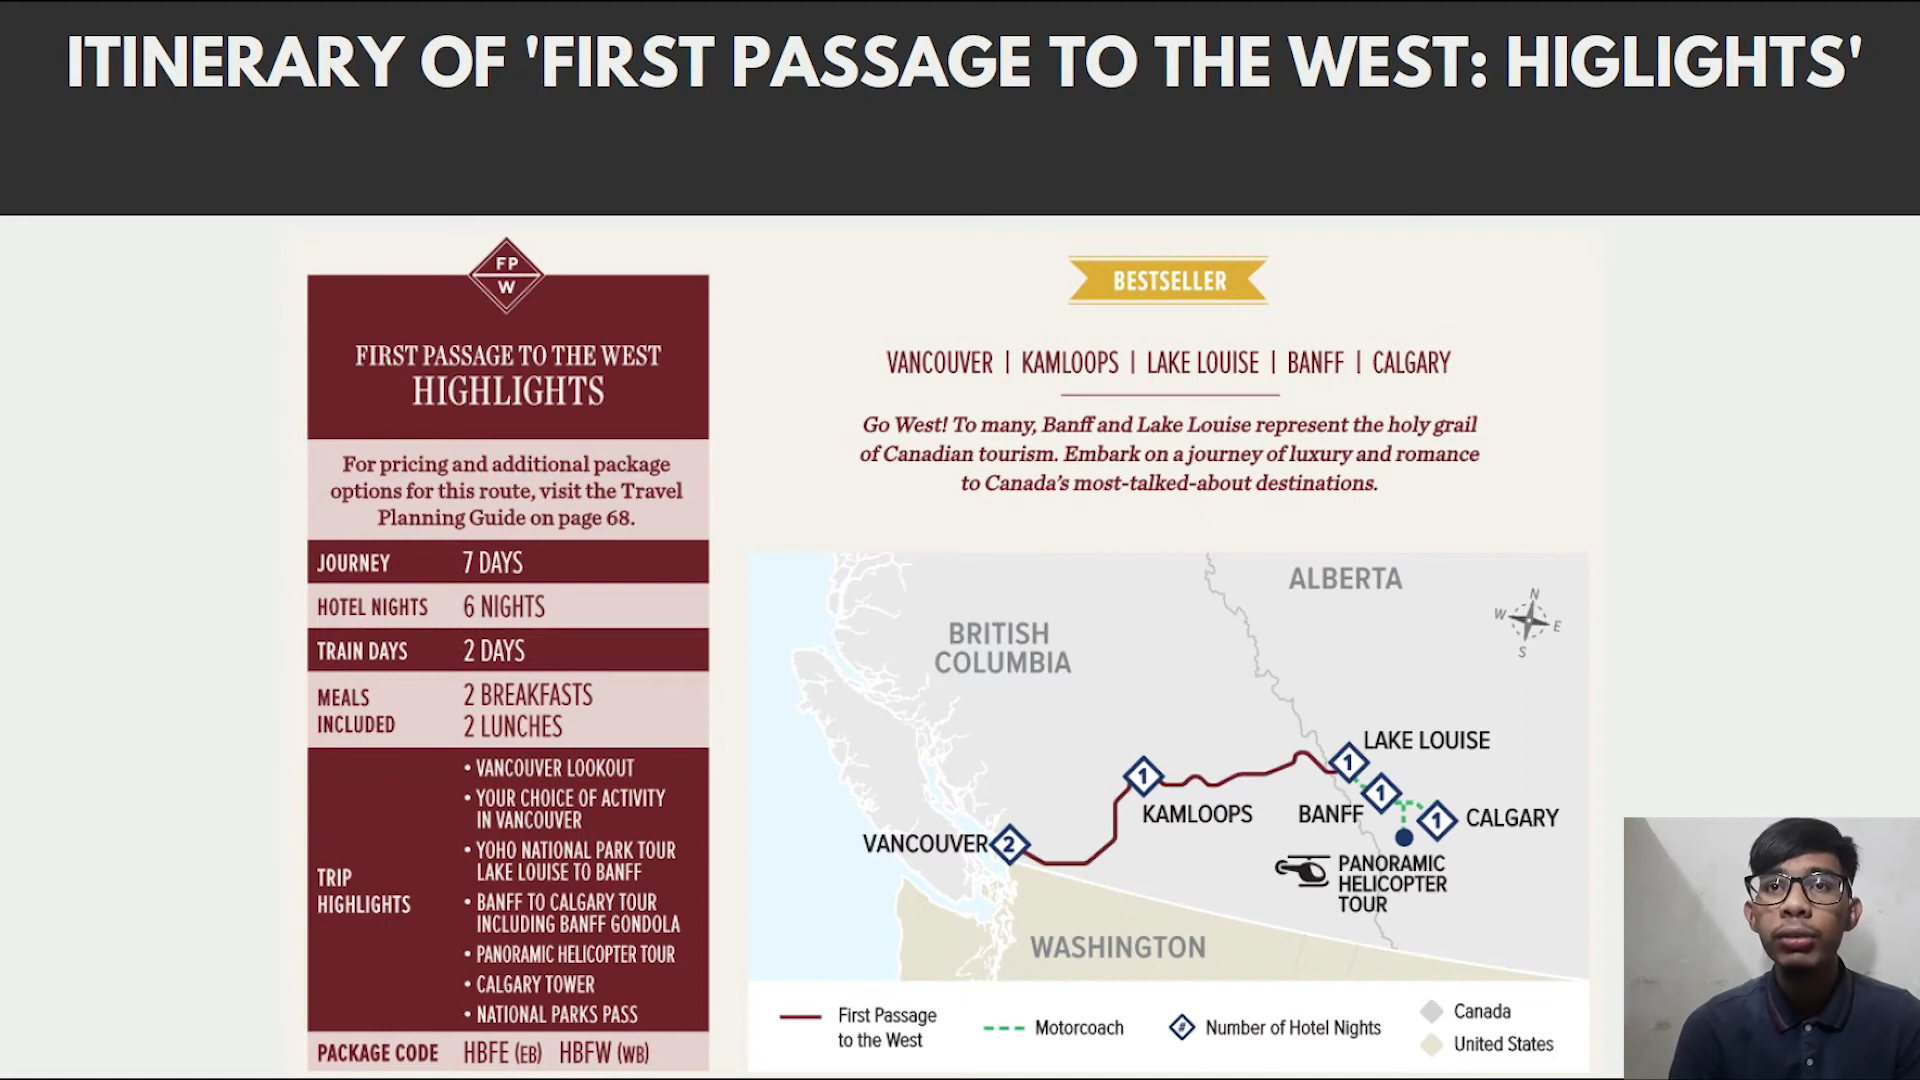 ITINERARY OF 'FIRST PASSAGE TO THE WEST: HIGLIGHTS'
FP
W
FIRST PASSAGE TO THE WEST
HIGHLIGHTS
For pricing and additional package
options for this route, visit the Travel
Planning Guide on page 68.
JOURNEY 7 DAYS
HOTEL NIGHTS 6 NIGHTS
TRAIN DAYS 2 DAYS
MEALS
INCLUDED
2 BREAKFASTS
2 LUNCHES
TRIP
HIGHLIGHTS
• VANCOUVER LOOKOUT
• YOUR CHOICE OF ACTIVITY
IN VANCOUVER
• YOHO NATIONAL PARK TOUR
LAKE LOUISE TO BANFF
• BANFF TO CALGARY TOUR
INCLUDING BANFF GONDOLA
• PANORAMIC HELICOPTER TOUR
• CALGARY TOWER
• NATIONAL PARKS PASS
PACKAGE CODE HBFE (EB) HBFW (WB)
BESTSELLER
VANCOUVER | KAMLOOPS | LAKE LOUISE | BANFF | CALGARY
Go West! To many, Banff and Lake Louise represent the holy grail
of Canadian tourism. Embark on a journey of luxury and romance
to Canada's most-talked-about destinations.
ALBERTA
BRITISH
COLUMBIA
N
W
E
S
LAKE LOUISE
1
1
KAMLOOPS
BANFF
1
1
CALGARY
VANCOUVER
2
PANORAMIC
HELICOPTER
TOUR
WASHINGTON
First Passage
to the West
Motorcoach
# Number of Hotel Nights
Canada
United States